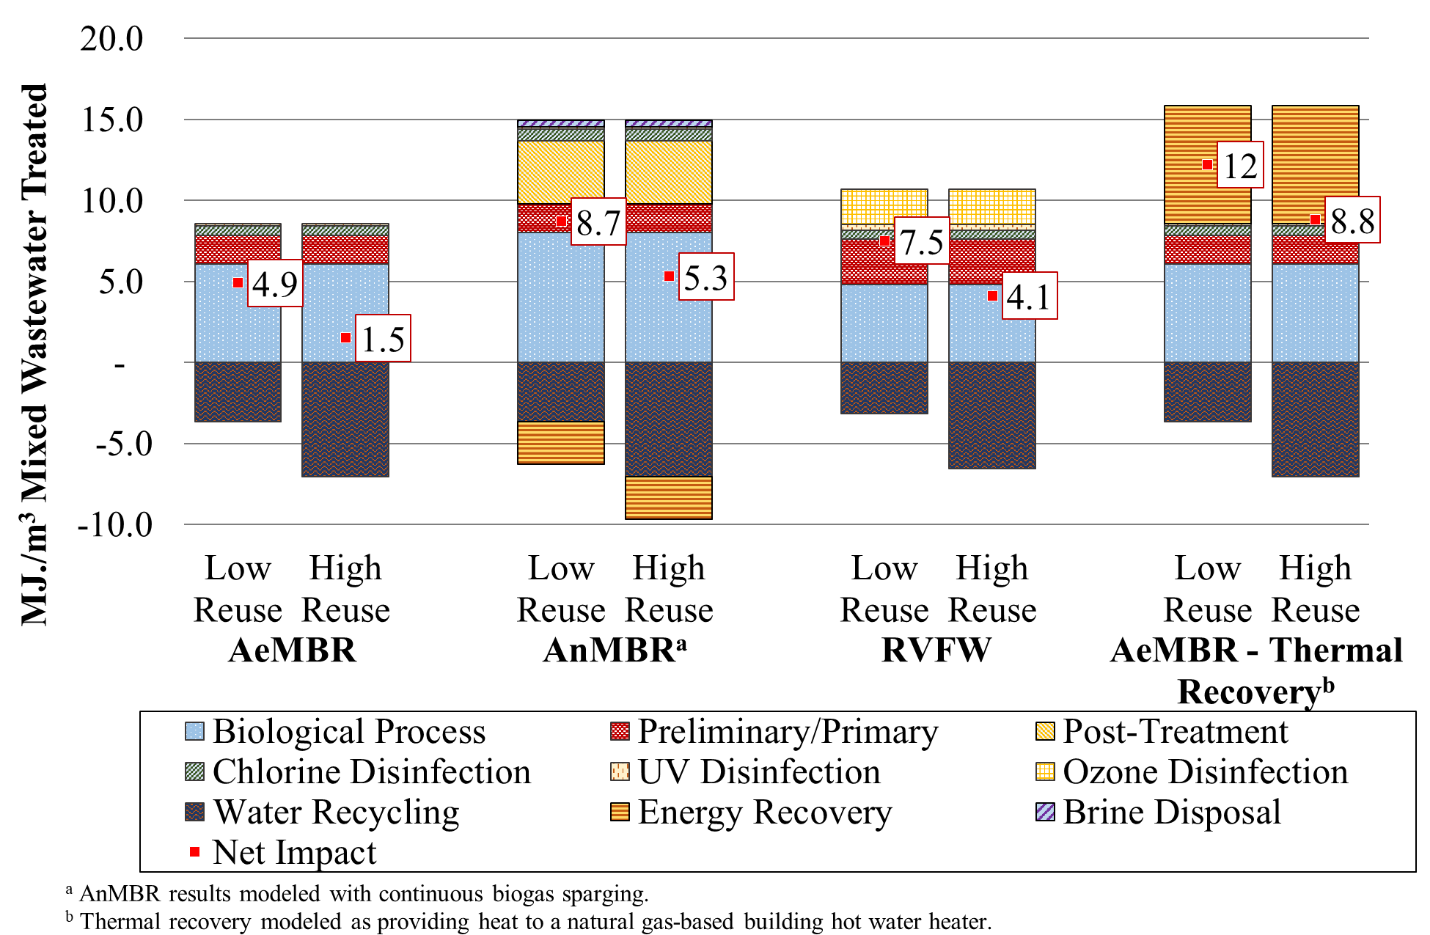 20.0
15.0
10.0
5.0
-
-5.0
-10.0
MJ./m³ Mixed Wastewater Treated
4.9
1.5
8.7
5.3
7.5
4.1
12
8.8
Low Reuse
High Reuse
AeMBR
Low Reuse
High Reuse
AnMBRᵃ
Low Reuse
High Reuse
RVFW
Low Reuse
High Reuse
AeMBR - Thermal
Recoveryᵇ
Biological Process
Preliminary/Primary
Post-Treatment
Chlorine Disinfection
UV Disinfection
Ozone Disinfection
Water Recycling
Energy Recovery
Brine Disposal
Net Impact
ᵃ AnMBR results modeled with continuous biogas sparging.
ᵇ Thermal recovery modeled as providing heat to a natural gas-based building hot water heater.